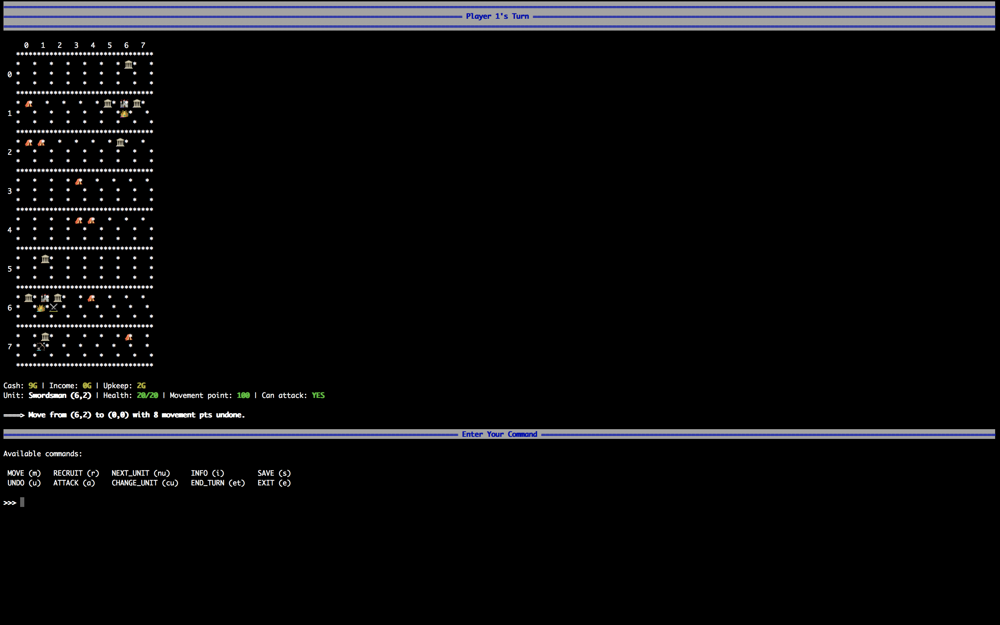 Player 1's Turn
0 1 2 3 4 5 6 7
*********************************
* * * * * * * 🏛* *
0 * * * * * * * * *
* * * * * * * * *
*********************************
* ⛺* * * * * 🏛* 🏰* 🏛*
1 * * * * * * *👑* *
* * * * * * * * *
*********************************
* ⛺* ⛺* * * * * 🏛* *
2 * * * * * * * * *
* * * * * * * * *
*********************************
* * * * ⛺* * * * *
3 * * * * * * * * *
* * * * * * * * *
*********************************
* * * * ⛺* ⛺* * * *
4 * * * * * * * * *
* * * * * * * * *
*********************************
* * 🏛* * * * * * *
5 * * * * * * * * *
* * * * * * * * *
*********************************
* 🏛* 🏰* 🏛* * ⛺* * * *
6 * *👑*⚔ * * * * * *
* * * * * * * * *
*********************************
* * 🏛* * * * * ⛺* *
7 * *🏹* * * * * * *
* * * * * * * * *
*********************************
Cash: 9G | Income: 0G | Upkeep: 2G
Unit: Swordsman (6,2) | Health: 20/20 | Movement point: 100 | Can attack: YES
====> Move from (6,2) to (0,0) with 8 movement pts undone.
Enter Your Command
Available commands:
MOVE (m) RECRUIT (r) NEXT_UNIT (nu) INFO (i) SAVE (s)
UNDO (u) ATTACK (a) CHANGE_UNIT (cu) END_TURN (et) EXIT (e)
>>>